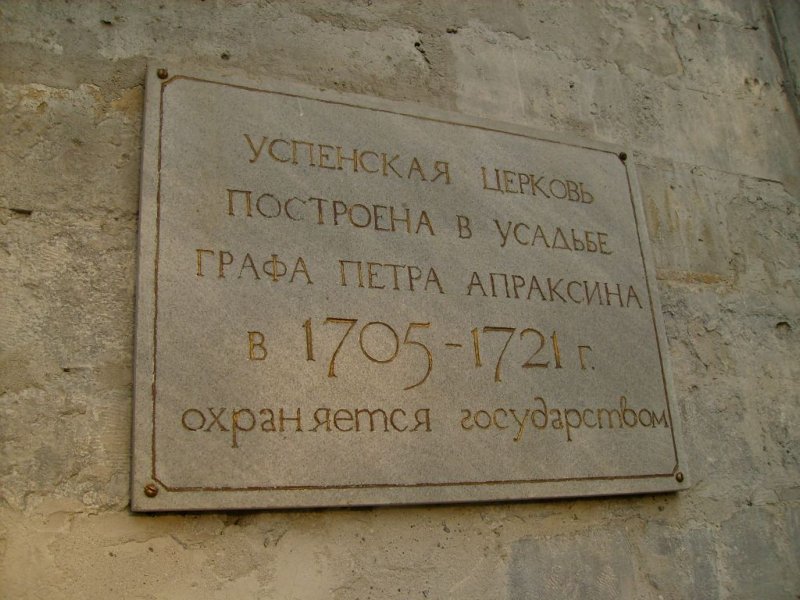 УСПЕНСКАЯ ЦЕРКОВЬ
ПОСТРОЕНА В УСАДЬБЕ
ГРАФА ПЕТРА АПРАКСИНА
В 1705-1721 Г.
охраняется государством